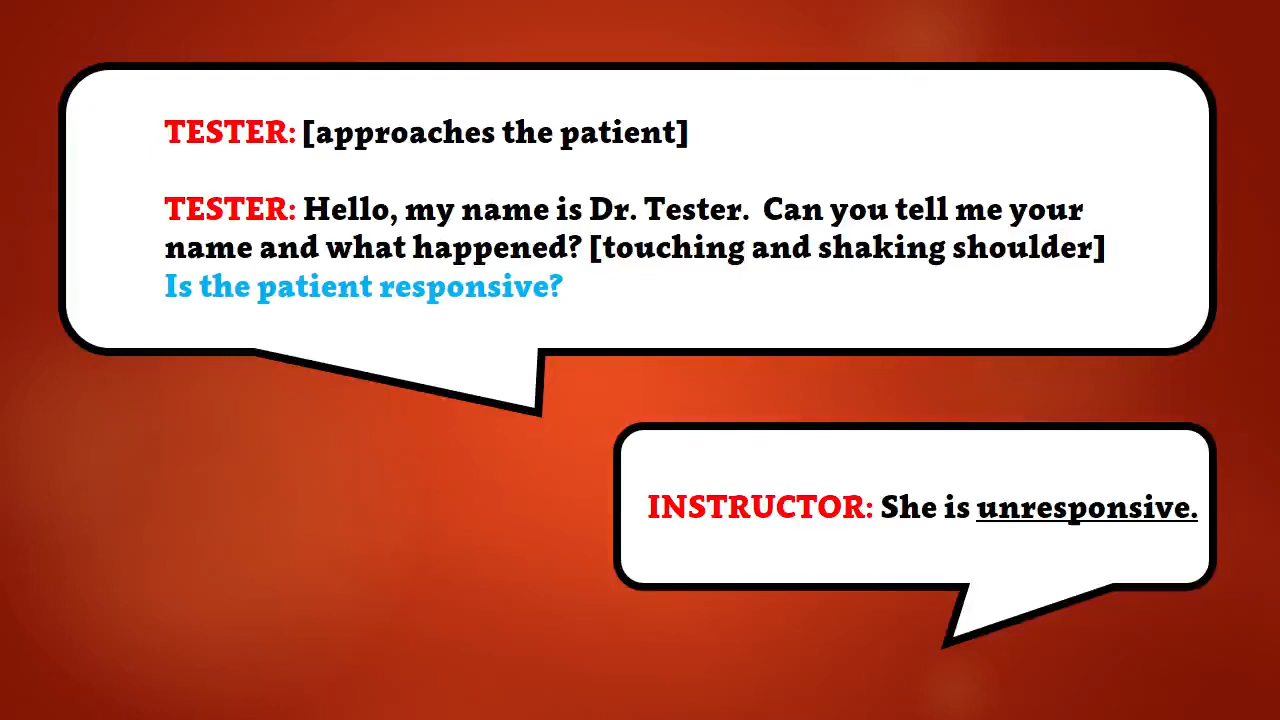 TESTER: [approaches the patient]
TESTER: Hello, my name is Dr. Tester.  Can you tell me your
name and what happened? [touching and shaking shoulder]
Is the patient responsive?
INSTRUCTOR: She is unresponsive.